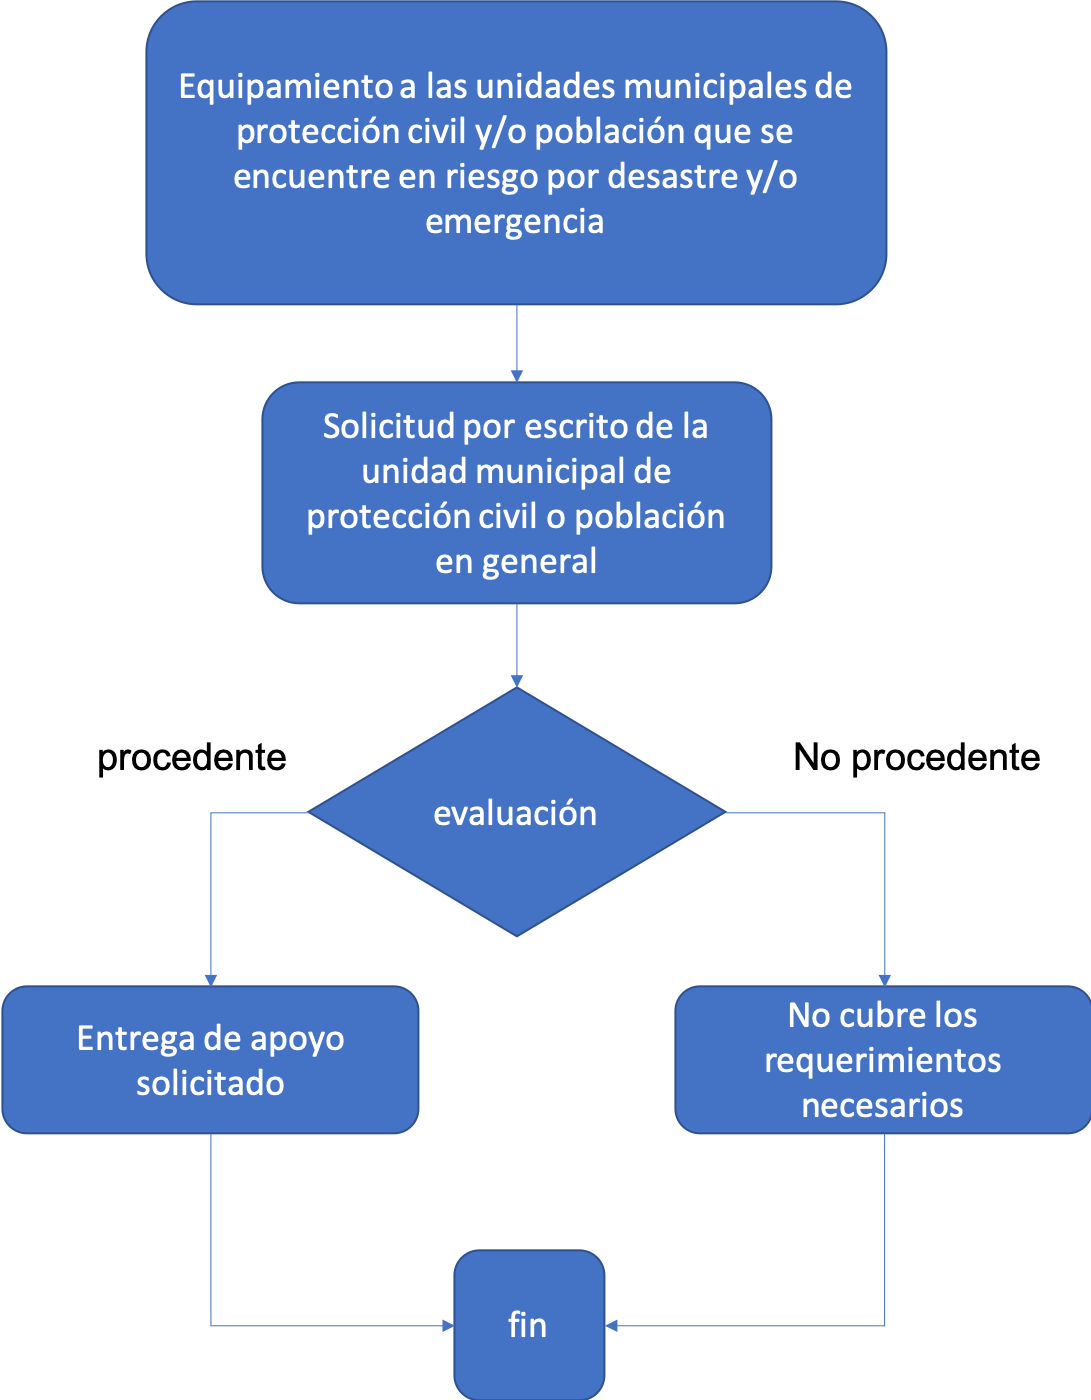 Equipamiento a las unidades municipales de
protección civil y/o población que se
encuentre en riesgo por desastre y/o
emergencia
Solicitud por escrito de la
unidad municipal de
protección civil o población
en general
procedente
No procedente
evaluación
Entrega de apoyo
solicitado
No cubre los
requerimientos
necesarios
fin